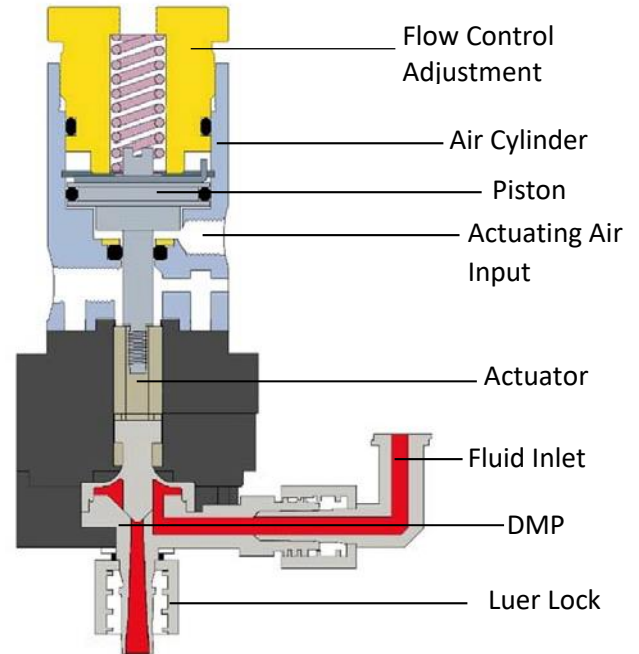 Flow Control
Adjustment
Air Cylinder
Piston
Actuating Air
Input
Actuator
Fluid Inlet
DMP
Luer Lock